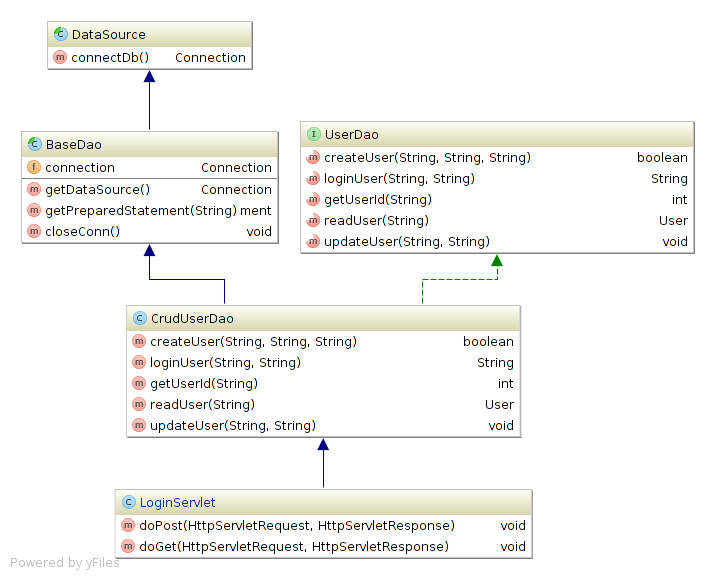 DataSource
connectDb() Connection
BaseDao
connection Connection
getDataSource() Connection
getPreparedStatement(String) ment
closeConn() void
UserDao
createUser(String, String, String) boolean
loginUser(String, String) String
getUserId(String) int
readUser(String) User
updateUser(String, String) void
CrudUserDao
createUser(String, String, String) boolean
loginUser(String, String) String
getUserId(String) int
readUser(String) User
updateUser(String, String) void
LoginServlet
doPost(HttpServletRequest, HttpServletResponse) void
doGet(HttpServletRequest, HttpServletResponse) void
Powered by yFiles